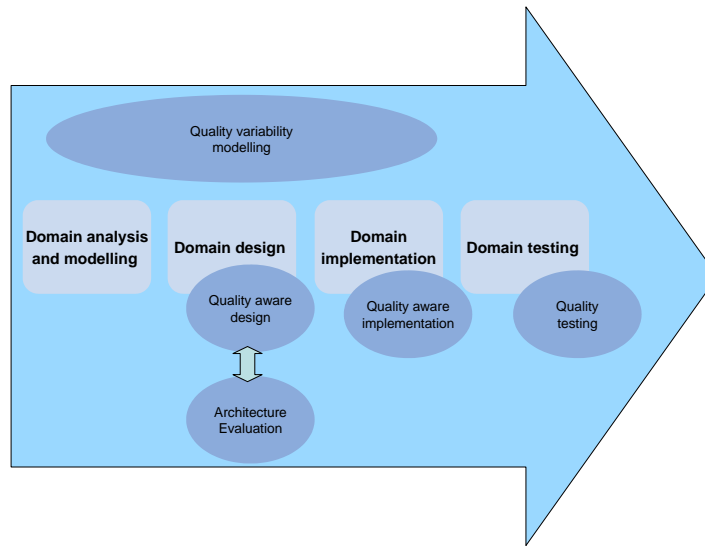 Quality variability
modelling
Domain analysis
and modelling
Domain design
Domain
implementation
Domain testing
Quality aware
design
Quality aware
implementation
Quality
testing
Architecture
Evaluation